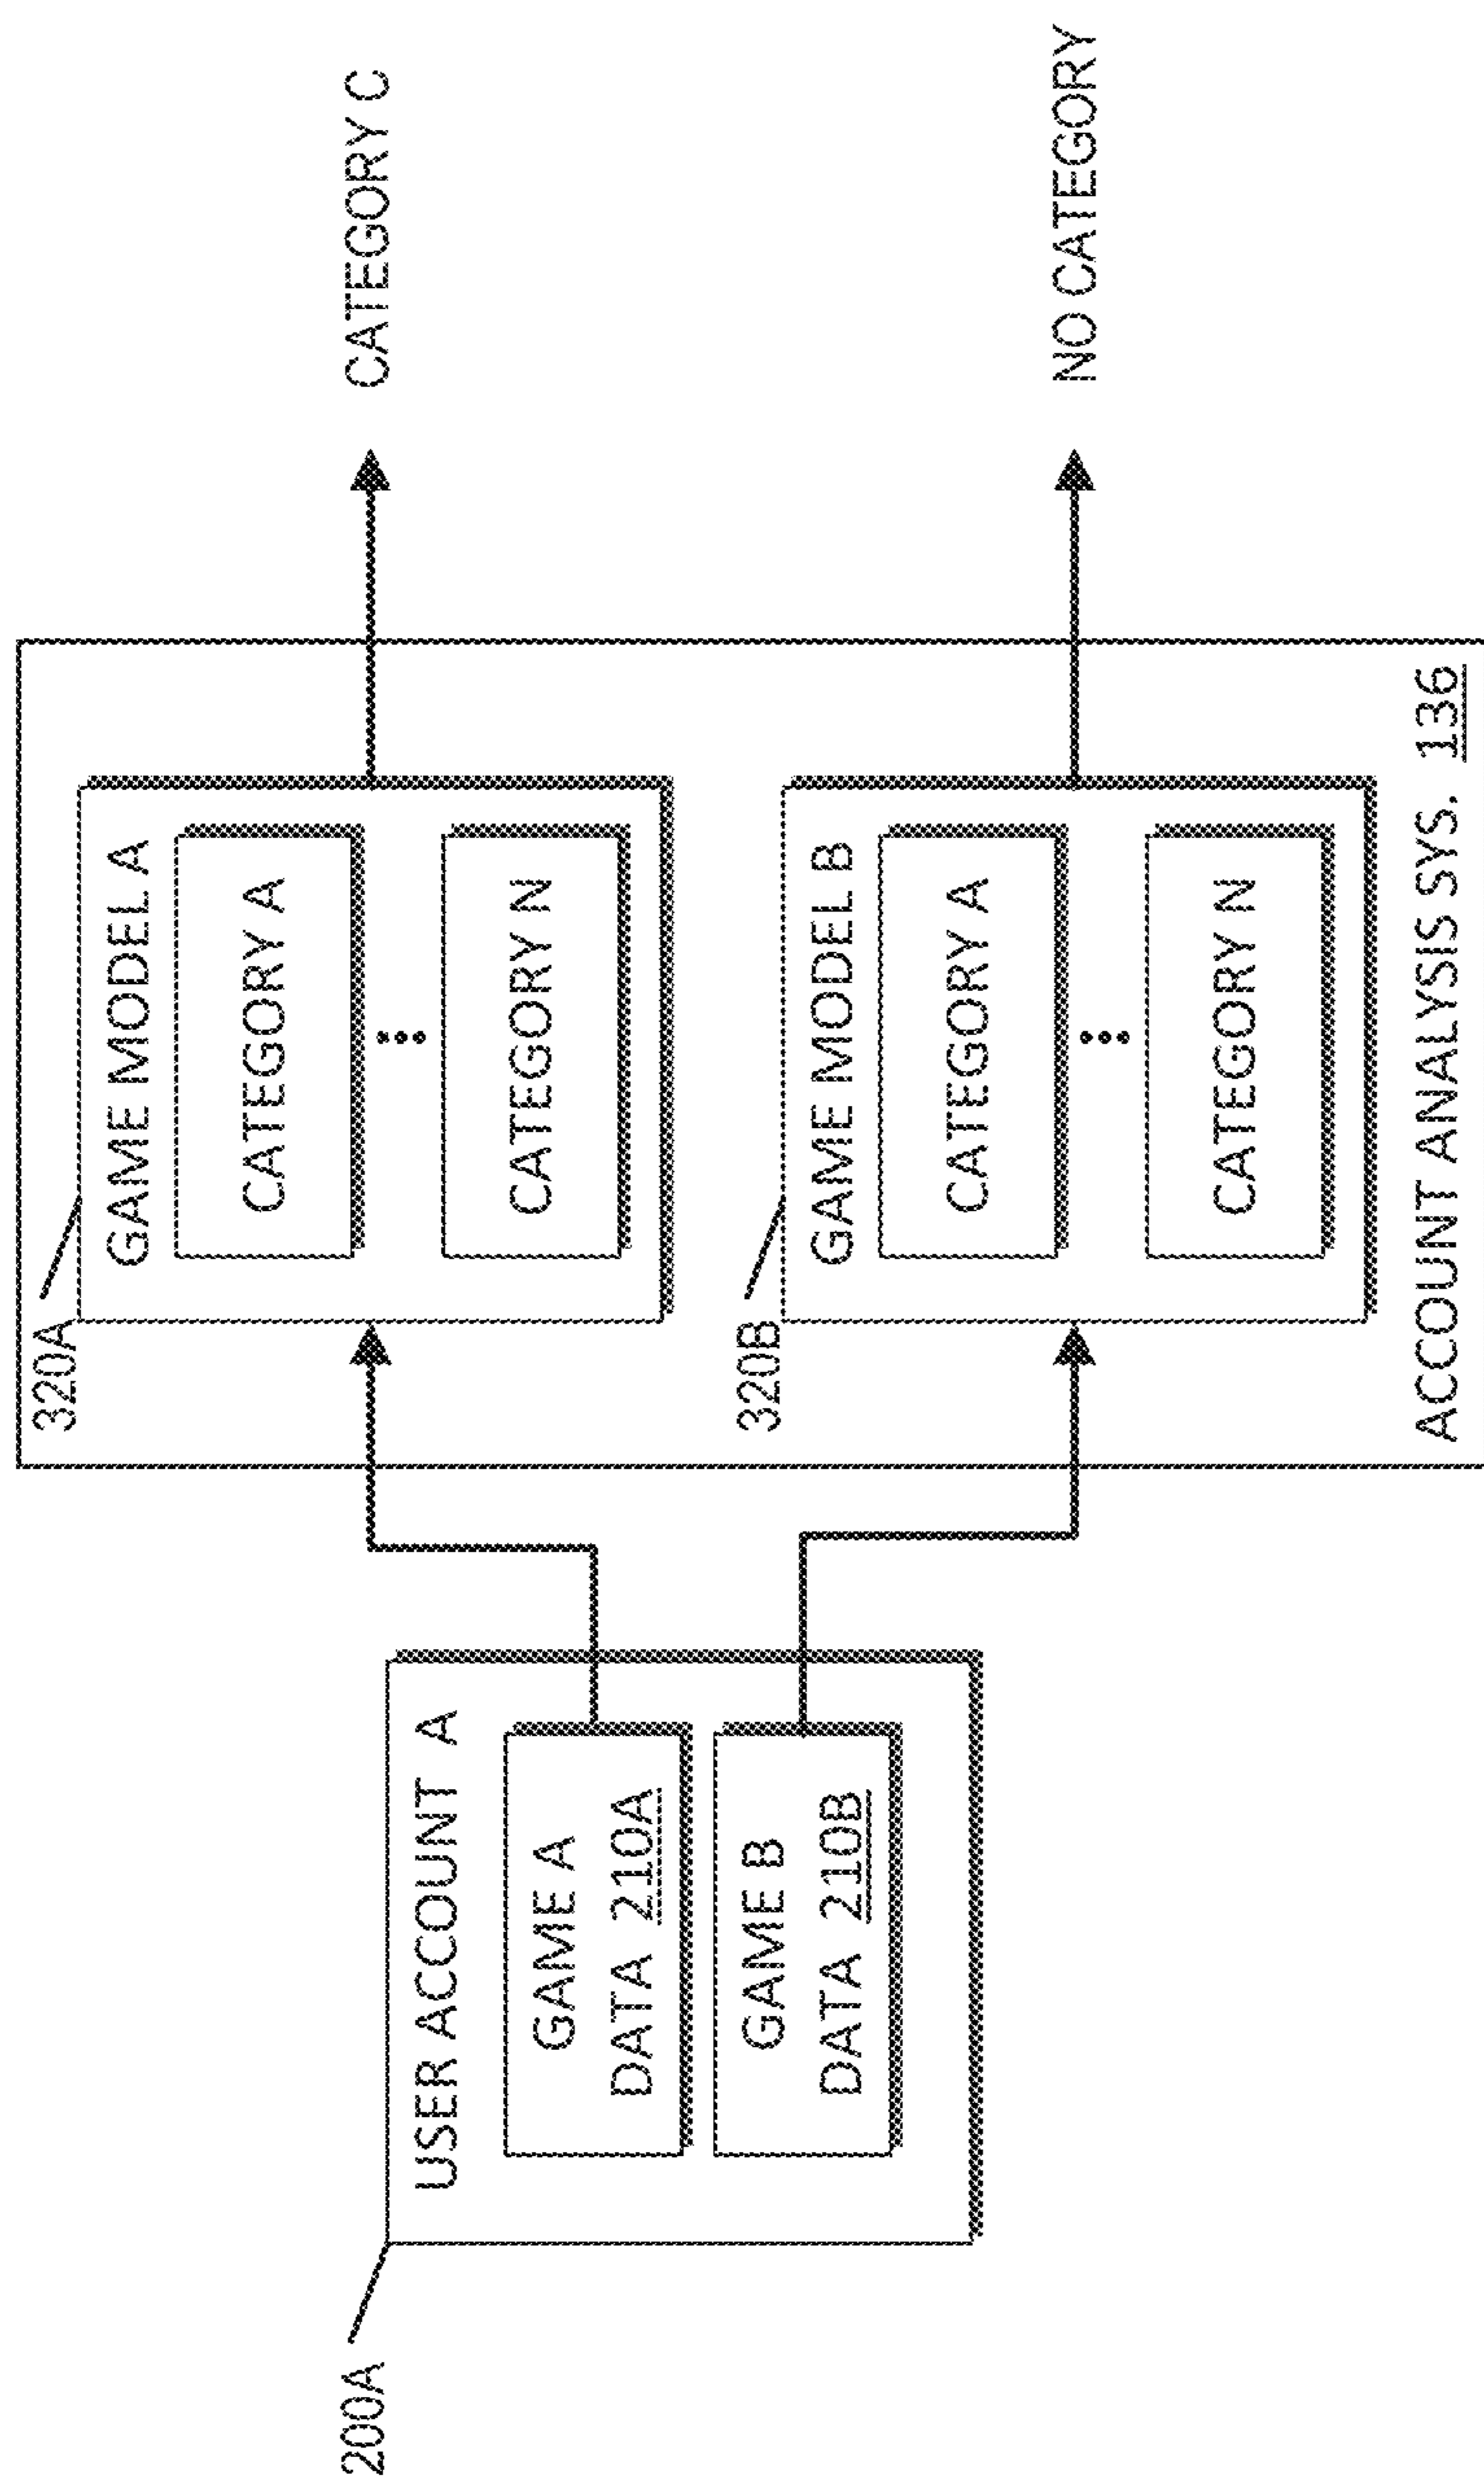 200A
USER ACCOUNT A
GAME A
DATA 210A
GAME B
DATA 210B
320A
GAME MODEL A
CATEGORY A
CATEGORY N
320B
GAME MODEL B
CATEGORY A
CATEGORY N
ACCOUNT ANALYSIS SYS. 136
CATEGORY C
NO CATEGORY